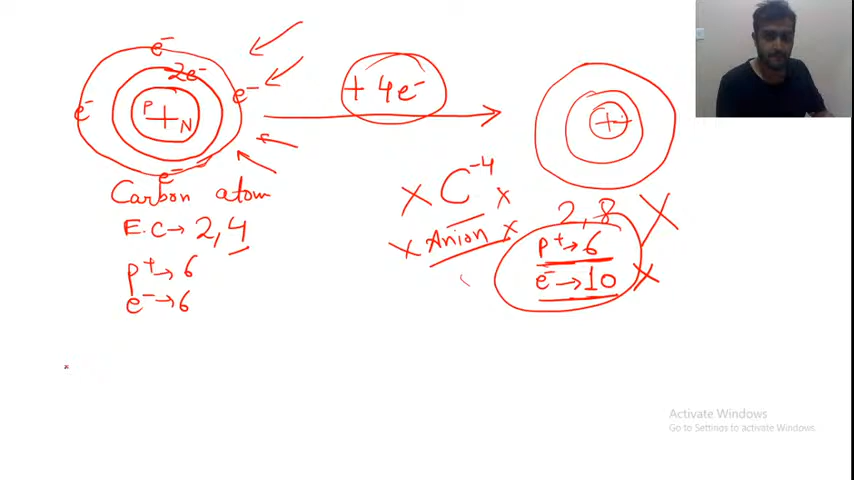 e⁻
2e⁻
e⁻
e⁻
P
+
N
e⁻
+ 4e⁻
+
Carbon atom
E.C → 2,4
p⁺ → 6
e⁻ → 6
X C⁻⁴ X
X Anion X
2,8 X
p⁺ → 6
e⁻ → 10 X
Activate Windows
Go to Settings to activate Windows.